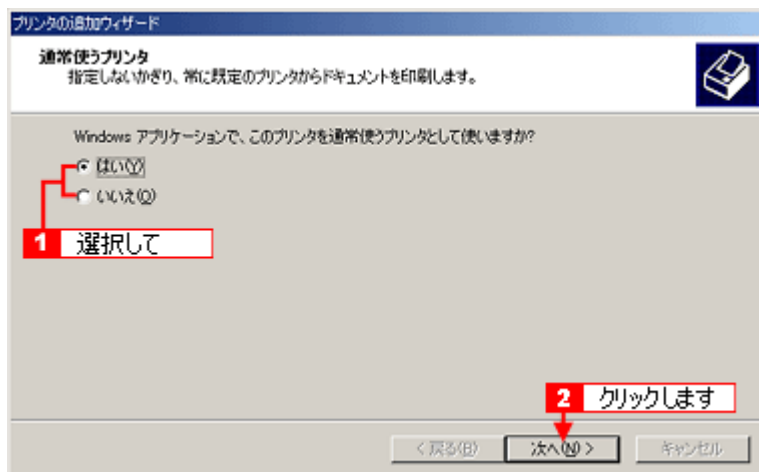 プリンタの追加ウィザード
通常使うプリンタ
指定しないかぎり、常に既定のプリンタからドキュメントを印刷します。
Windows アプリケーションで、このプリンタを通常使うプリンタとして使いますか?
はい(Y)
いいえ(O)
1 選択して
2 クリックします
< 戻る(B)
次へ(N) >
キャンセル